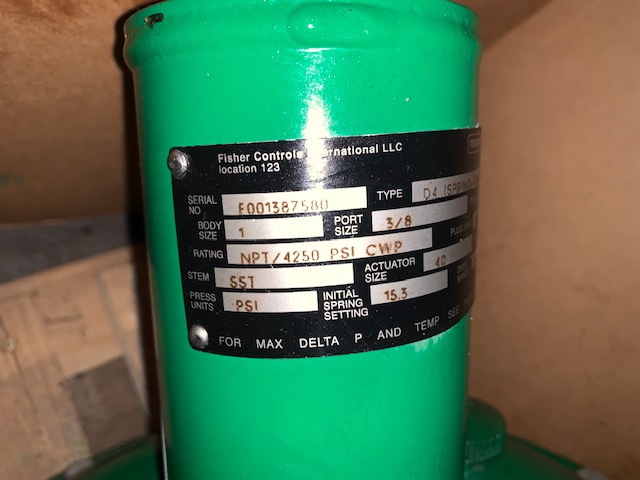 Fisher Controls International LLC
location 123
SERIAL NO F001387580 TYPE D4 (SPRING
BODY SIZE 1 PORT SIZE 3/8
RATING NPT/4250 PSI CWP
STEM SST ACTUATOR SIZE 40
PRESS UNITS PSI INITIAL SPRING SETTING 15.3
FOR MAX DELTA P AND TEMP SEE